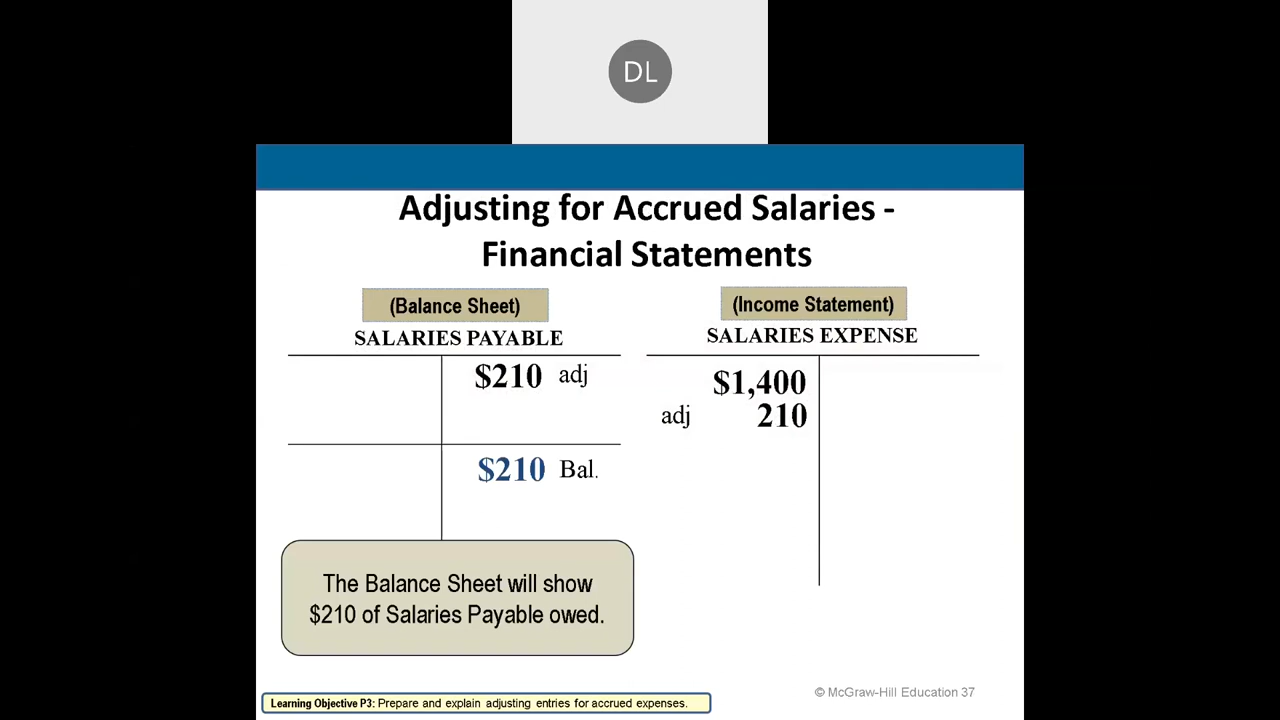 DL
Adjusting for Accrued Salaries -
Financial Statements
(Balance Sheet)
SALARIES PAYABLE
$210 adj
$210 Bal.
The Balance Sheet will show
$210 of Salaries Payable owed.
(Income Statement)
SALARIES EXPENSE
$1,400
adj 210
Learning Objective P3: Prepare and explain adjusting entries for accrued expenses.
© McGraw-Hill Education 37